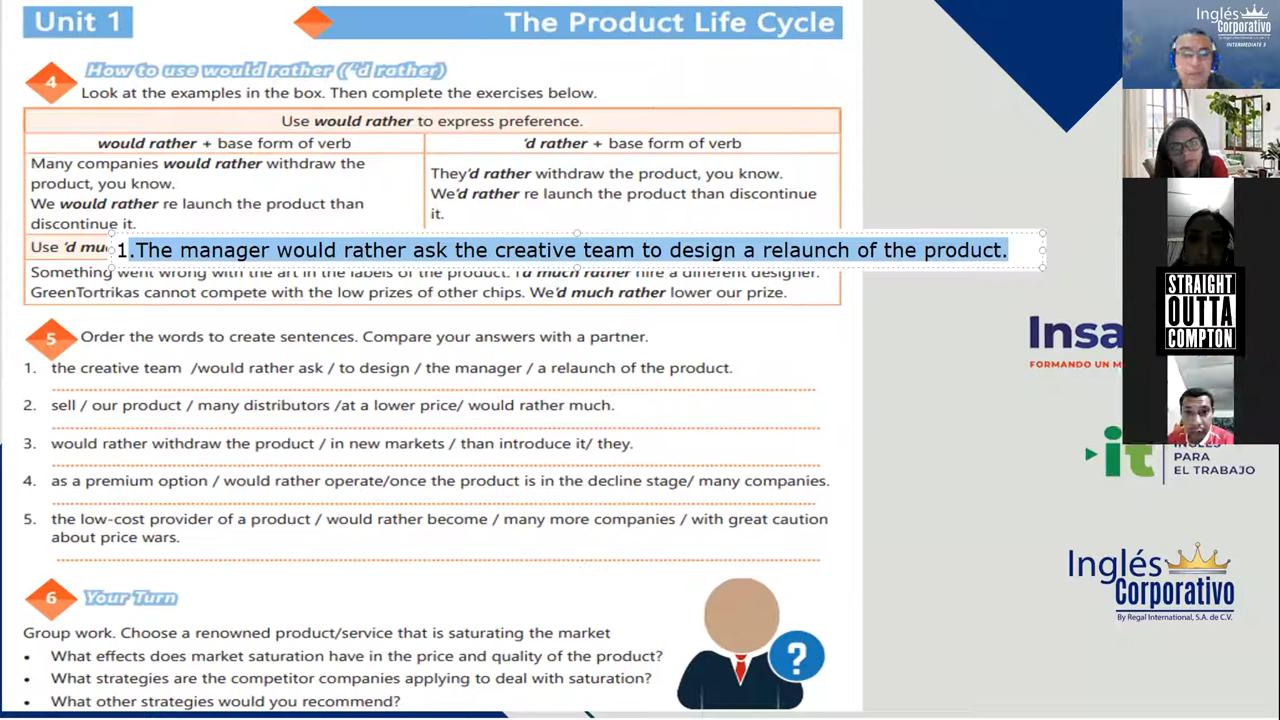 Unit 1
The Product Life Cycle
4
How to use would rather (('d rather)
Look at the examples in the box. Then complete the exercises below.
Use would rather to express preference.
would rather + base form of verb
'd rather + base form of verb
Many companies would rather withdraw the
product, you know.
We would rather re launch the product than
discontinue it.
They'd rather withdraw the product, you know.
We'd rather re launch the product than discontinue
it.
Use 'd
1.The manager would rather ask the creative team to design a relaunch of the product.
Something went wrong with the art in the labels of the product. I'd much rather hire a different designer.
GreenTortrikas cannot compete with the low prizes of other chips. We'd much rather lower our prize.
5
Order the words to create sentences. Compare your answers with a partner.
1. the creative team /would rather ask / to design / the manager / a relaunch of the product.
2. sell / our product / many distributors /at a lower price/ would rather much.
3. would rather withdraw the product / in new markets / than introduce it/ they.
4. as a premium option / would rather operate/once the product is in the decline stage/ many companies.
5. the low-cost provider of a product / would rather become / many more companies / with great caution
about price wars.
6
Your Turn
Group work. Choose a renowned product/service that is saturating the market
• What effects does market saturation have in the price and quality of the product?
• What strategies are the competitor companies applying to deal with saturation?
• What other strategies would you recommend?
?
Inglés
Corporativo
INTERMEDIATE 3
STRAIGHT
OUTTA
COMPTON
Insa
FORMANDO UN
it
INGLÉS
PARA
EL TRABAJO
Inglés
Corporativo
By Regal International, S.A. de C.V.